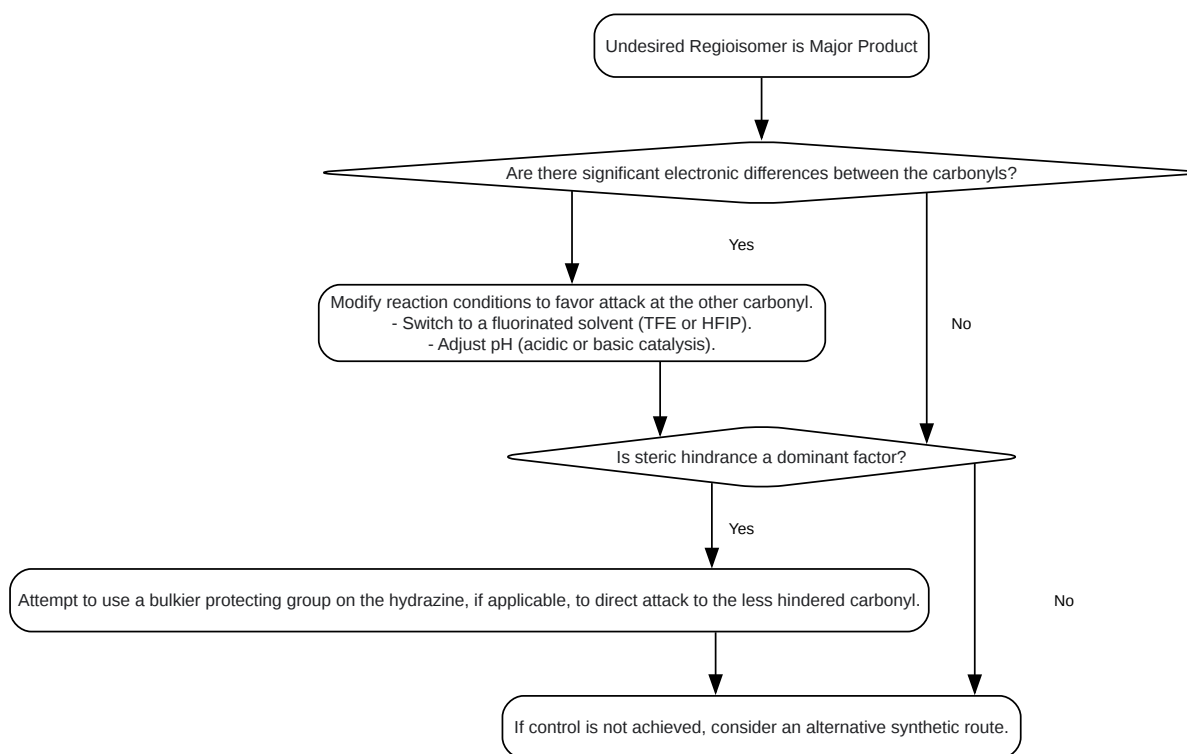 Undesired Regioisomer is Major Product
Are there significant electronic differences between the carbonyls?
Yes
Modify reaction conditions to favor attack at the other carbonyl.
- Switch to a fluorinated solvent (TFE or HFIP).
- Adjust pH (acidic or basic catalysis).
No
Is steric hindrance a dominant factor?
Yes
Attempt to use a bulkier protecting group on the hydrazine, if applicable, to direct attack to the less hindered carbonyl.
No
If control is not achieved, consider an alternative synthetic route.